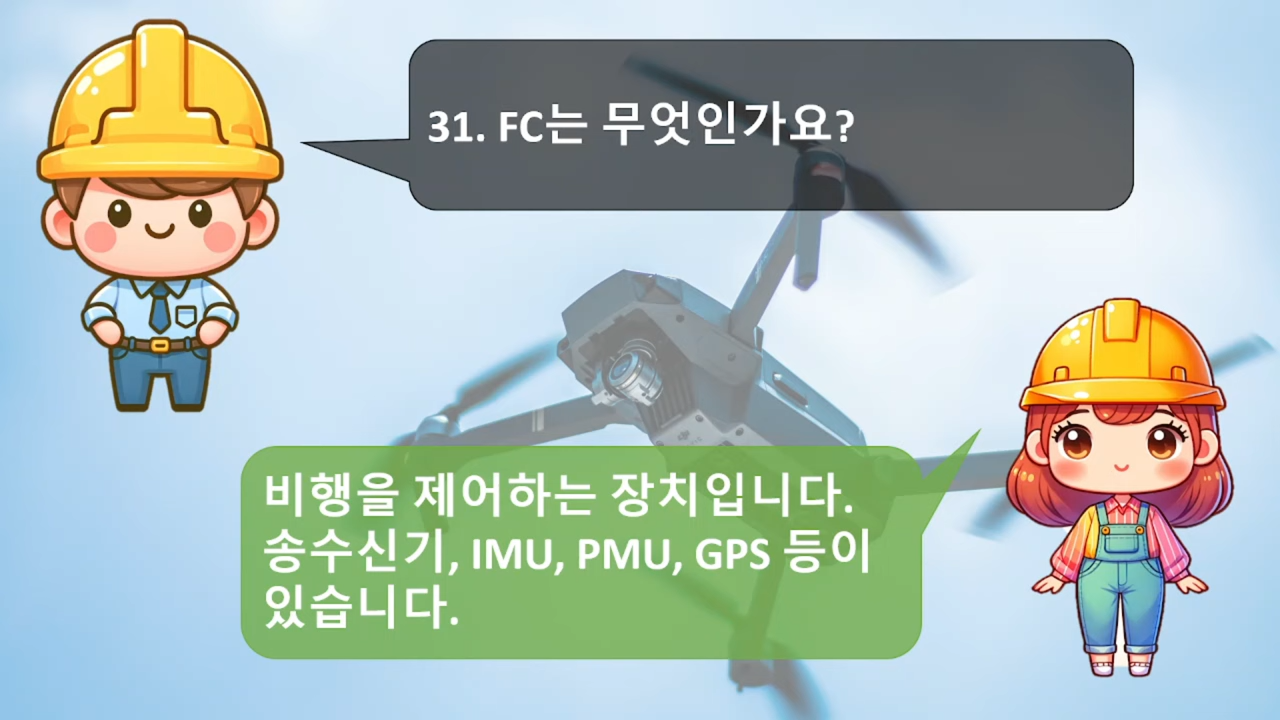 31. FC는 무엇인가요?
비행을 제어하는 장치입니다.
송수신기, IMU, PMU, GPS 등이
있습니다.